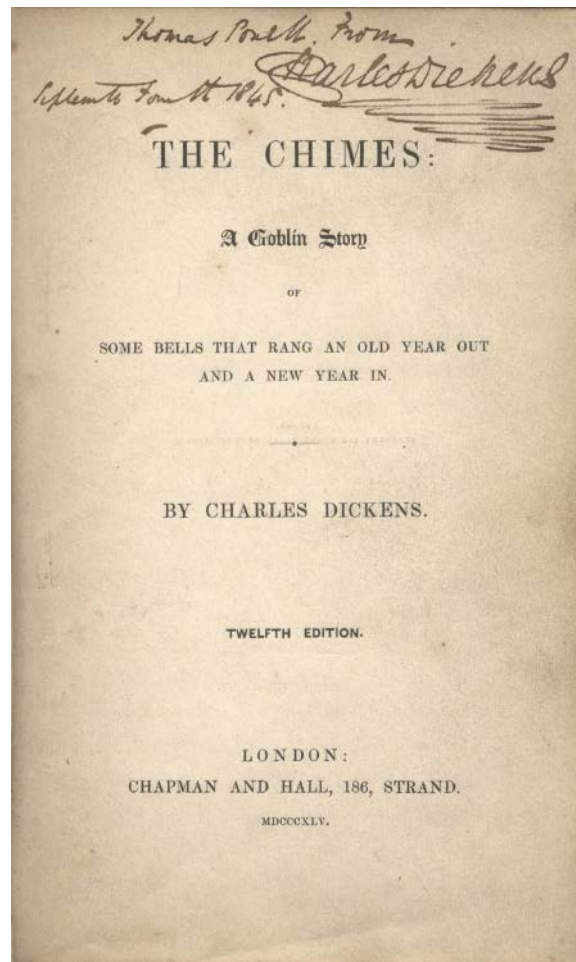 Thomas Powell. From
Charles Dickens
September Fourth 1845.
THE CHIMES:
A Goblin Story
OF
SOME BELLS THAT RANG AN OLD YEAR OUT
AND A NEW YEAR IN.
BY CHARLES DICKENS.
TWELFTH EDITION.
LONDON:
CHAPMAN AND HALL, 186, STRAND.
MDCCCXLV.